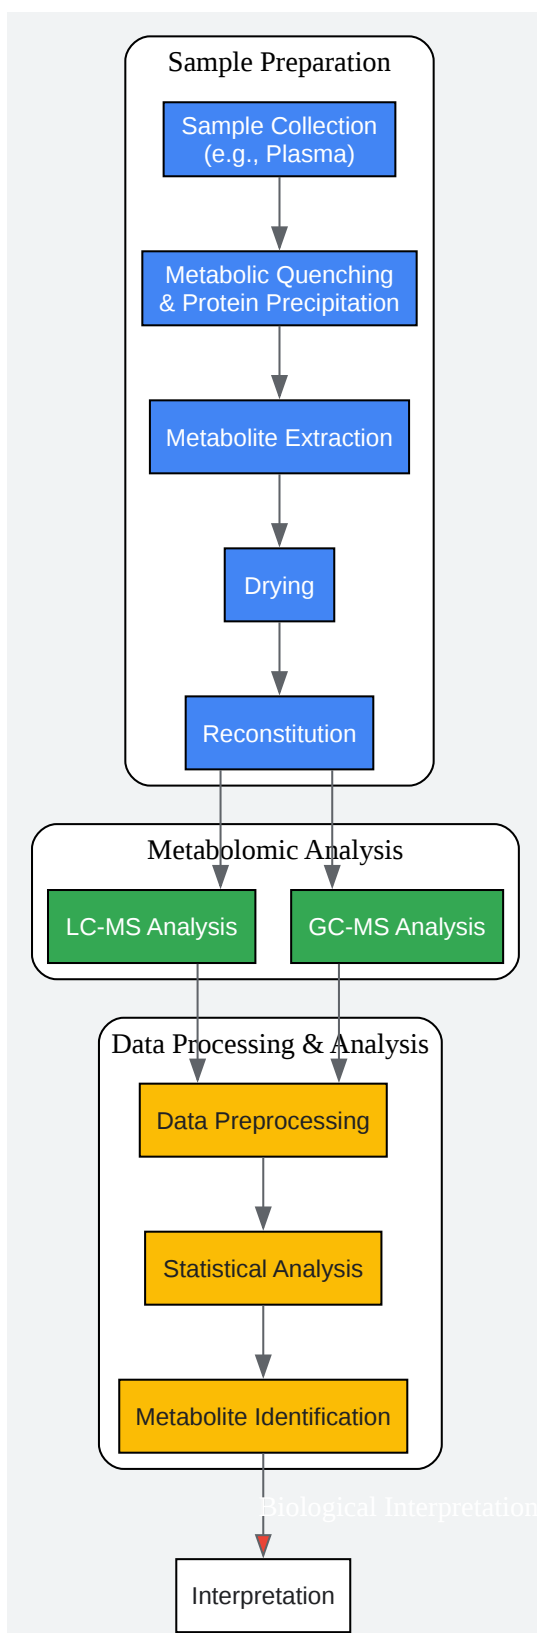 Sample Preparation
Sample Collection
(e.g., Plasma)
Metabolic Quenching
& Protein Precipitation
Metabolite Extraction
Drying
Reconstitution
Metabolomic Analysis
LC-MS Analysis
GC-MS Analysis
Data Processing & Analysis
Data Preprocessing
Statistical Analysis
Metabolite Identification
Biological Interpretation
Interpretation